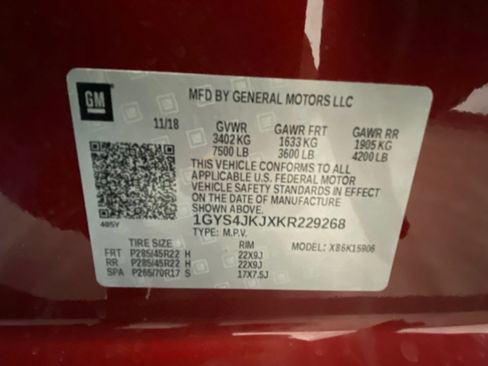 GM
MFD BY GENERAL MOTORS LLC
11/18 GVWR GAWR FRT GAWR RR
3402 KG 1633 KG 1905 KG
7500 LB 3600 LB 4200 LB
THIS VEHICLE CONFORMS TO ALL
APPLICABLE U.S. FEDERAL MOTOR
VEHICLE SAFETY STANDARDS IN EFFECT
ON THE DATE OF MANUFACTURE
SHOWN ABOVE.
1GYS4JKJXKR229268
TYPE: M.P.V.
TIRE SIZE RIM MODEL: XB6K15906
FRT P285/45R22 H 22X9J
RR P285/45R22 H 22X9J
SPA P265/70R17 S 17X7.5J